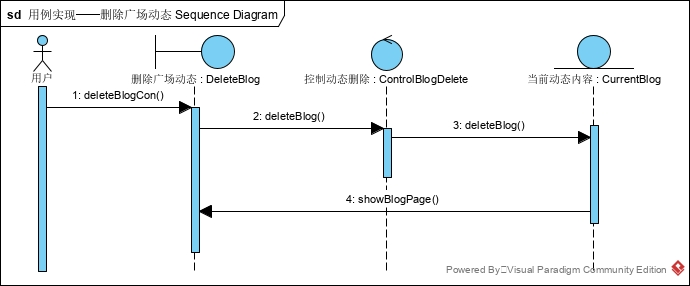 sd 用例实现——删除广场动态 Sequence Diagram
用户
删除广场动态 : DeleteBlog
控制动态删除 : ControlBlogDelete
当前动态内容 : CurrentBlog
1: deleteBlogCon()
2: deleteBlog()
3: deleteBlog()
4: showBlogPage()
Powered By Visual Paradigm Community Edition